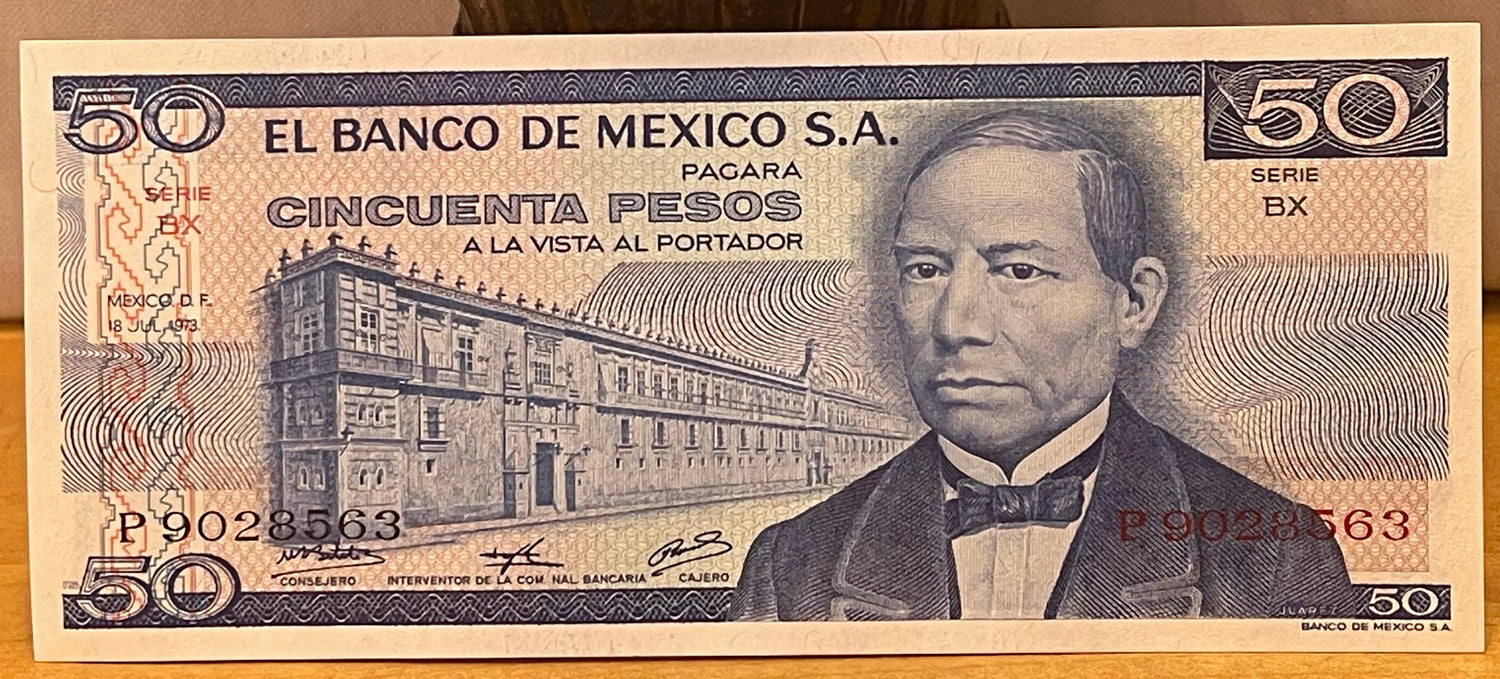 50
EL BANCO DE MEXICO S.A.
50
PAGARA
CINCUENTA PESOS
A LA VISTA AL PORTADOR
SERIE
BX
SERIE
BX
MEXICO, D. F.
18 JUL. 1973.
P 9028563
P 9028563
CONSEJERO
INTERVENTOR DE LA COM. NAL. BANCARIA
CAJERO
50
JUAREZ
50
BANCO DE MEXICO S.A.